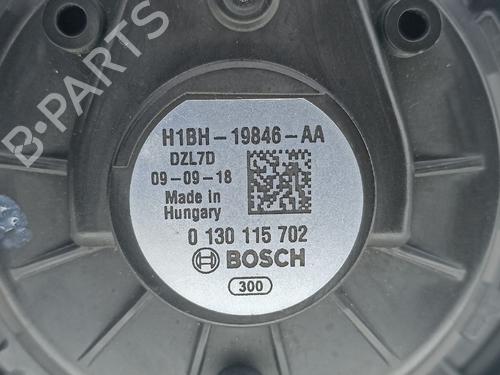 H1BH-19846-AA
DZL7D
09-09-18
Made in
Hungary
0 130 115 702
BOSCH
300
B-PARTS